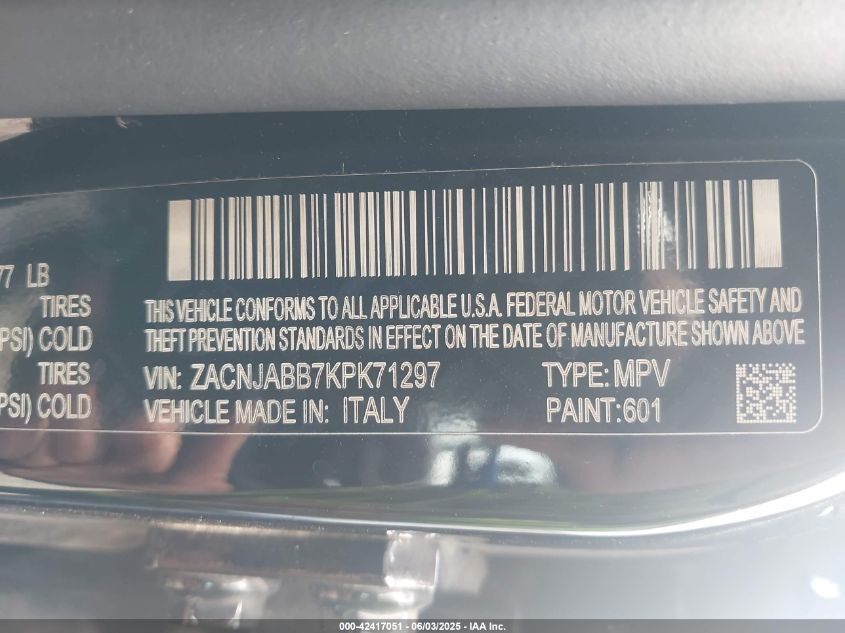 77 LB
TIRES
PSI) COLD
TIRES
PSI) COLD
THIS VEHICLE CONFORMS TO ALL APPLICABLE U.S.A. FEDERAL MOTOR VEHICLE SAFETY AND
THEFT PREVENTION STANDARDS IN EFFECT ON THE DATE OF MANUFACTURE SHOWN ABOVE
VIN: ZACNJABB7KPK71297 TYPE: MPV
VEHICLE MADE IN: ITALY PAINT:601
000-42417051 - 06/03/2025 - IAA Inc.